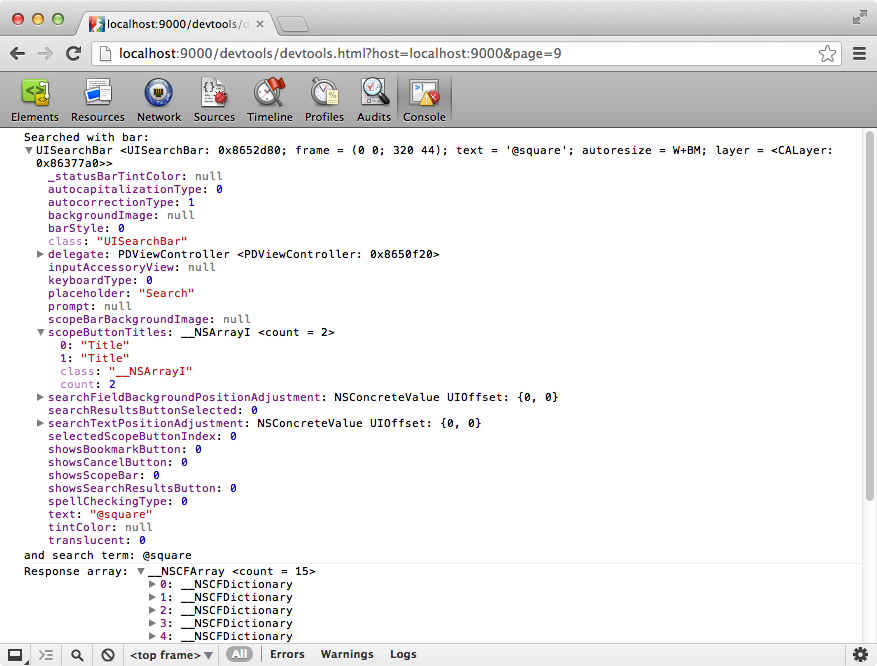 localhost:9000/devtools/d
localhost:9000/devtools/devtools.html?host=localhost:9000&page=9
Elements Resources Network Sources Timeline Profiles Audits Console
Searched with bar:
UISearchBar <UISearchBar: 0x8652d80; frame = (0 0; 320 44); text = '@square'; autoresize = W+BM; layer = <CALayer:
0x86377a0>>
_statusBarTintColor: null
autocapitalizationType: 0
autocorrectionType: 1
backgroundImage: null
barStyle: 0
class: "UISearchBar"
delegate: PDViewController <PDViewController: 0x8650f20>
inputAccessoryView: null
keyboardType: 0
placeholder: "Search"
prompt: null
scopeBarBackgroundImage: null
scopeButtonTitles: __NSArrayI <count = 2>
0: "Title"
1: "Title"
class: "__NSArrayI"
count: 2
searchFieldBackgroundPositionAdjustment: NSConcreteValue UIOffset: {0, 0}
searchResultsButtonSelected: 0
searchTextPositionAdjustment: NSConcreteValue UIOffset: {0, 0}
selectedScopeButtonIndex: 0
showsBookmarkButton: 0
showsCancelButton: 0
showsScopeBar: 0
showsSearchResultsButton: 0
spellCheckingType: 0
text: "@square"
tintColor: null
translucent: 0
and search term: @square
Response array: __NSCFArray <count = 15>
0: __NSCFDictionary
1: __NSCFDictionary
2: __NSCFDictionary
3: __NSCFDictionary
4: __NSCFDictionary
<top frame> All Errors Warnings Logs